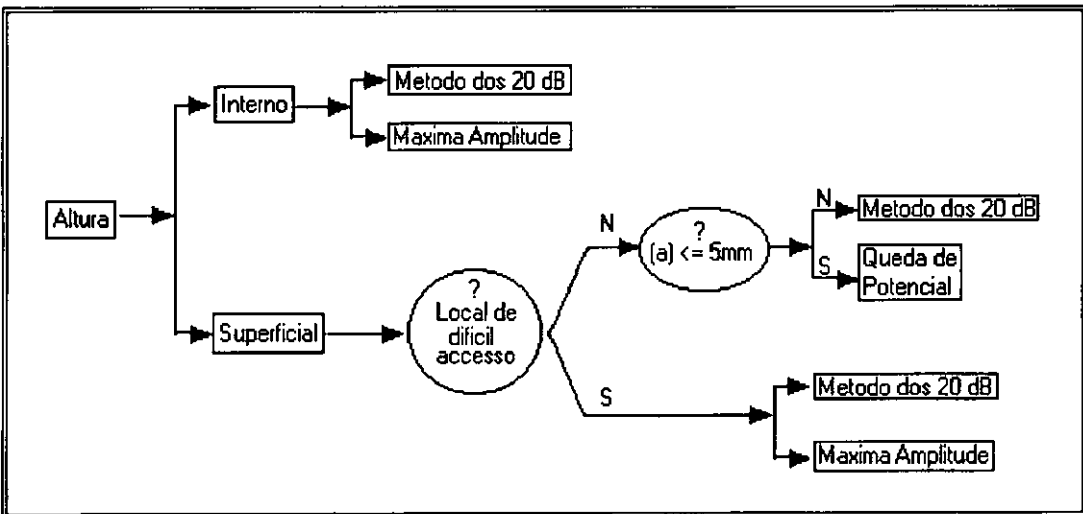 Metodo dos 20 dB
Interno
Maxima Amplitude
Altura
N
?
(a) <= 5mm
N
Metodo dos 20 dB
S
Queda de
Potencial
Superficial
?
Local de
dificil
accesso
S
Metodo dos 20 dB
Maxima Amplitude